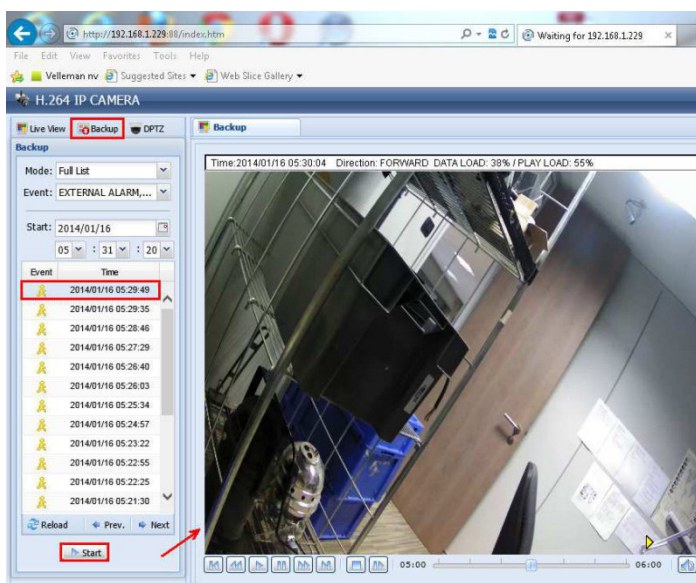 http://192.168.1.229:88/index.htm
Waiting for 192.168.1.229
File Edit View Favorites Tools Help
Velleman nv Suggested Sites Web Slice Gallery
H.264 IP CAMERA
Live View Backup DPTZ
Backup
Backup
Mode: Full List
Event: EXTERNAL ALARM,...
Start: 2014/01/16
05 : 31 : 20
Event Time
2014/01/16 05:29:49
2014/01/16 05:29:35
2014/01/16 05:28:46
2014/01/16 05:27:29
2014/01/16 05:26:40
2014/01/16 05:26:03
2014/01/16 05:25:34
2014/01/16 05:24:57
2014/01/16 05:23:22
2014/01/16 05:22:55
2014/01/16 05:22:25
2014/01/16 05:21:30
Reload Prev. Next
Start
Time:2014/01/16 05:30:04 Direction: FORWARD DATA LOAD: 38% / PLAY LOAD: 55%
05:00 06:00